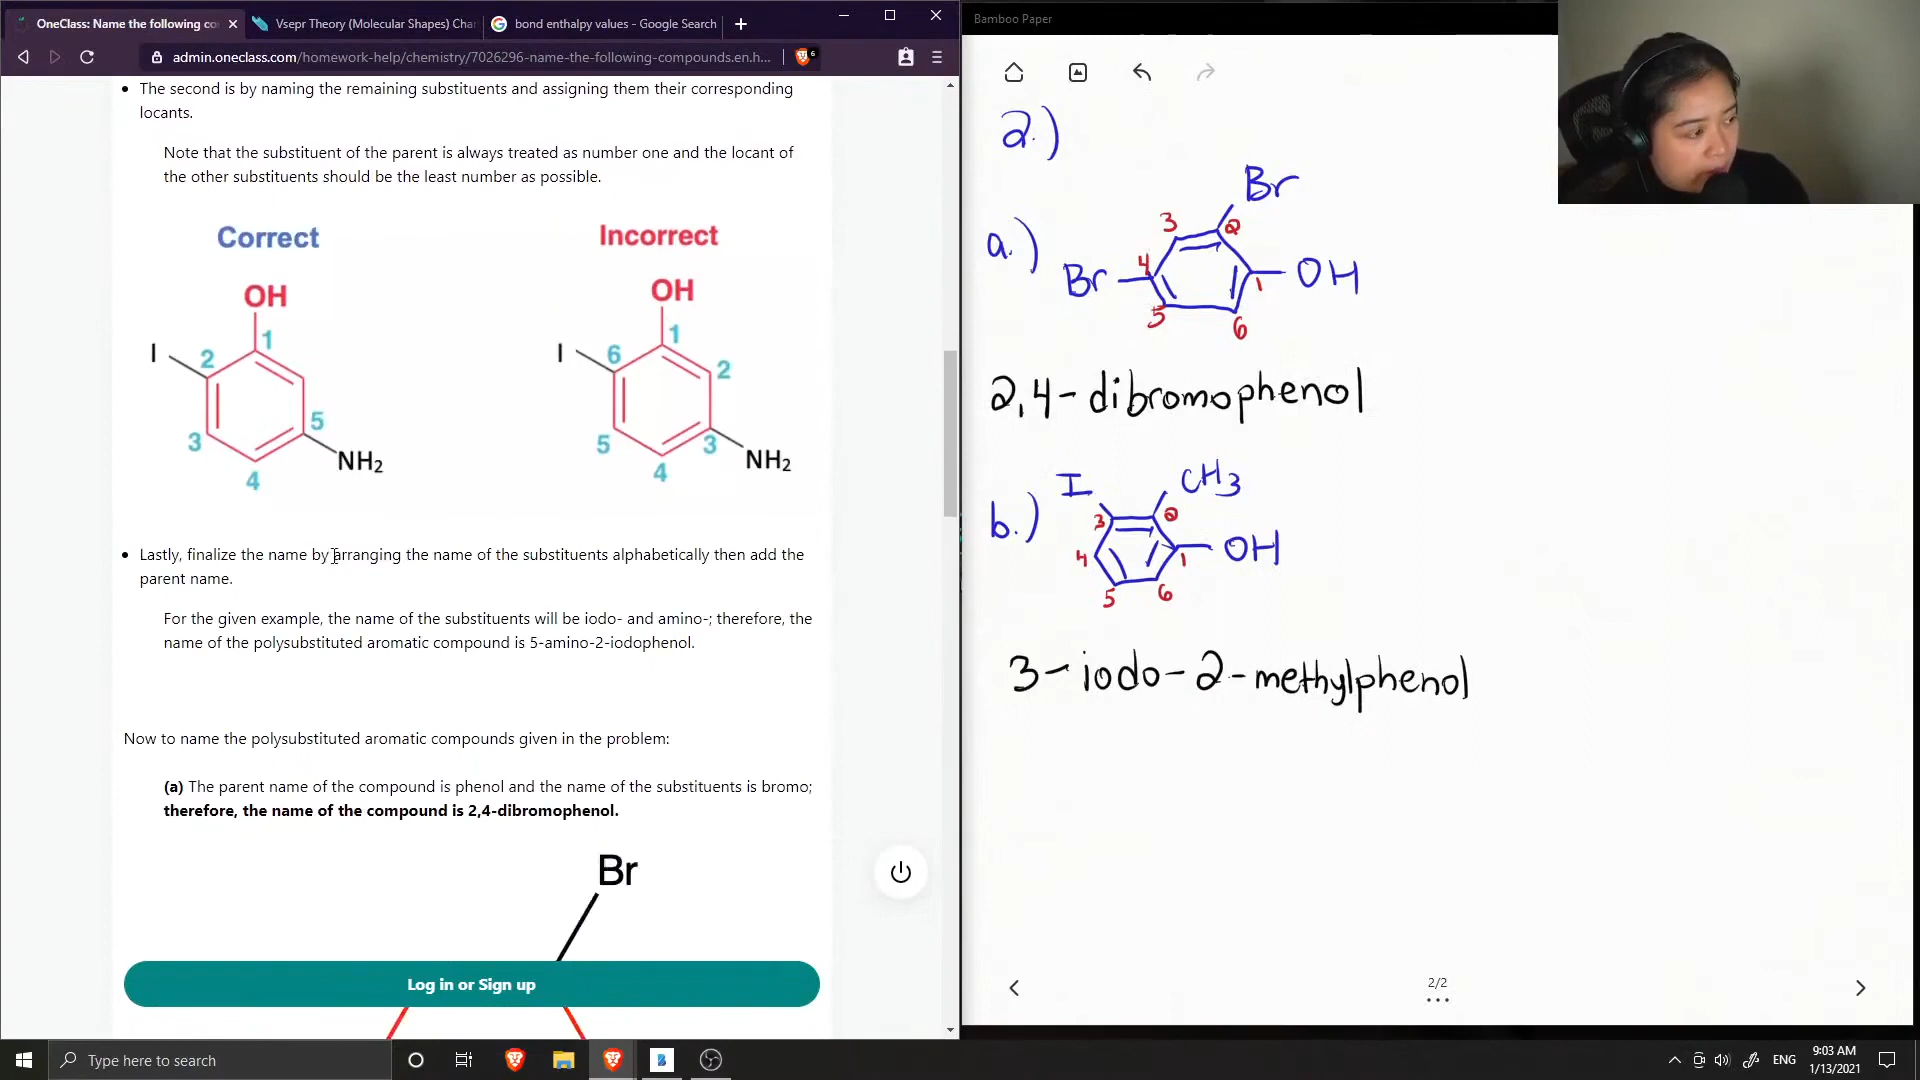 OneClass: Name the following co
Vsepr Theory (Molecular Shapes) Cha
bond enthalpy values - Google Search
admin.oneclass.com/homework-help/chemistry/7026296-name-the-following-compounds.en.h...
6
The second is by naming the remaining substituents and assigning them their corresponding
locants.
Note that the substituent of the parent is always treated as number one and the locant of
the other substituents should be the least number as possible.
Correct
Incorrect
OH
OH
1
1
I
2
I
6
2
3
5
5
3
4
NH2
4
NH2
Lastly, finalize the name by arranging the name of the substituents alphabetically then add the
parent name.
For the given example, the name of the substituents will be iodo- and amino-; therefore, the
name of the polysubstituted aromatic compound is 5-amino-2-iodophenol.
Now to name the polysubstituted aromatic compounds given in the problem:
(a) The parent name of the compound is phenol and the name of the substituents is bromo;
therefore, the name of the compound is 2,4-dibromophenol.
Br
Log in or Sign up
Bamboo Paper
2.)
Br
a.)
3
2
4
Br
1
OH
5
6
2,4-dibromophenol
I
CH3
b.)
3
2
4
1
OH
5
6
3-iodo-2-methylphenol
2/2
Type here to search
ENG
9:03 AM
1/13/2021